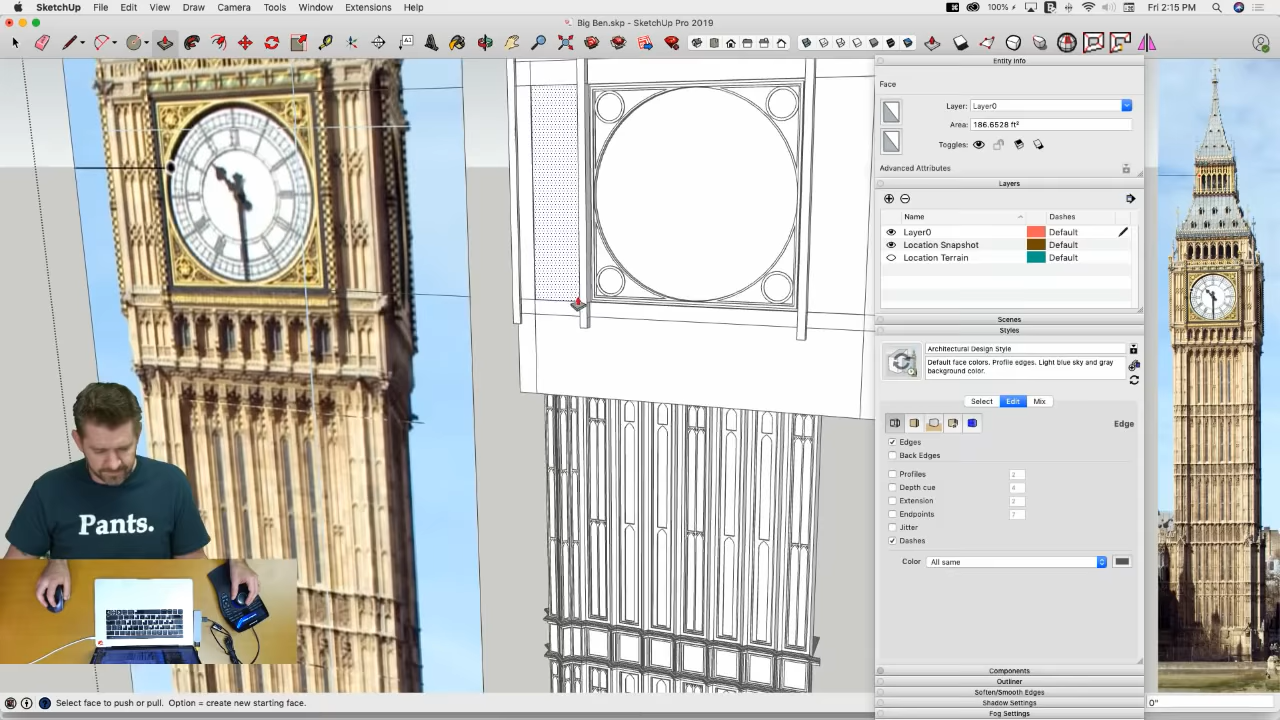 SketchUp File Edit View Draw Camera Tools Window Extensions Help
100% Fri 2:15 PM
Big Ben.skp - SketchUp Pro 2019
Entity Info
Face
Layer: Layer0
Area: 186.6528 ft²
Toggles:
Advanced Attributes
Layers
Name Dashes
Layer0 Default
Location Snapshot Default
Location Terrain Default
Scenes
Styles
Architectural Design Style
Default face colors. Profile edges. Light blue sky and gray
background color.
Select Edit Mix
Edge
Edges
Back Edges
Profiles 2
Depth cue 4
Extension 2
Endpoints 7
Jitter
Dashes
Color All same
Pants.
Components
Outliner
Soften/Smooth Edges
Shadow Settings
Fog Settings
Select face to push or pull. Option = create new starting face.
0"